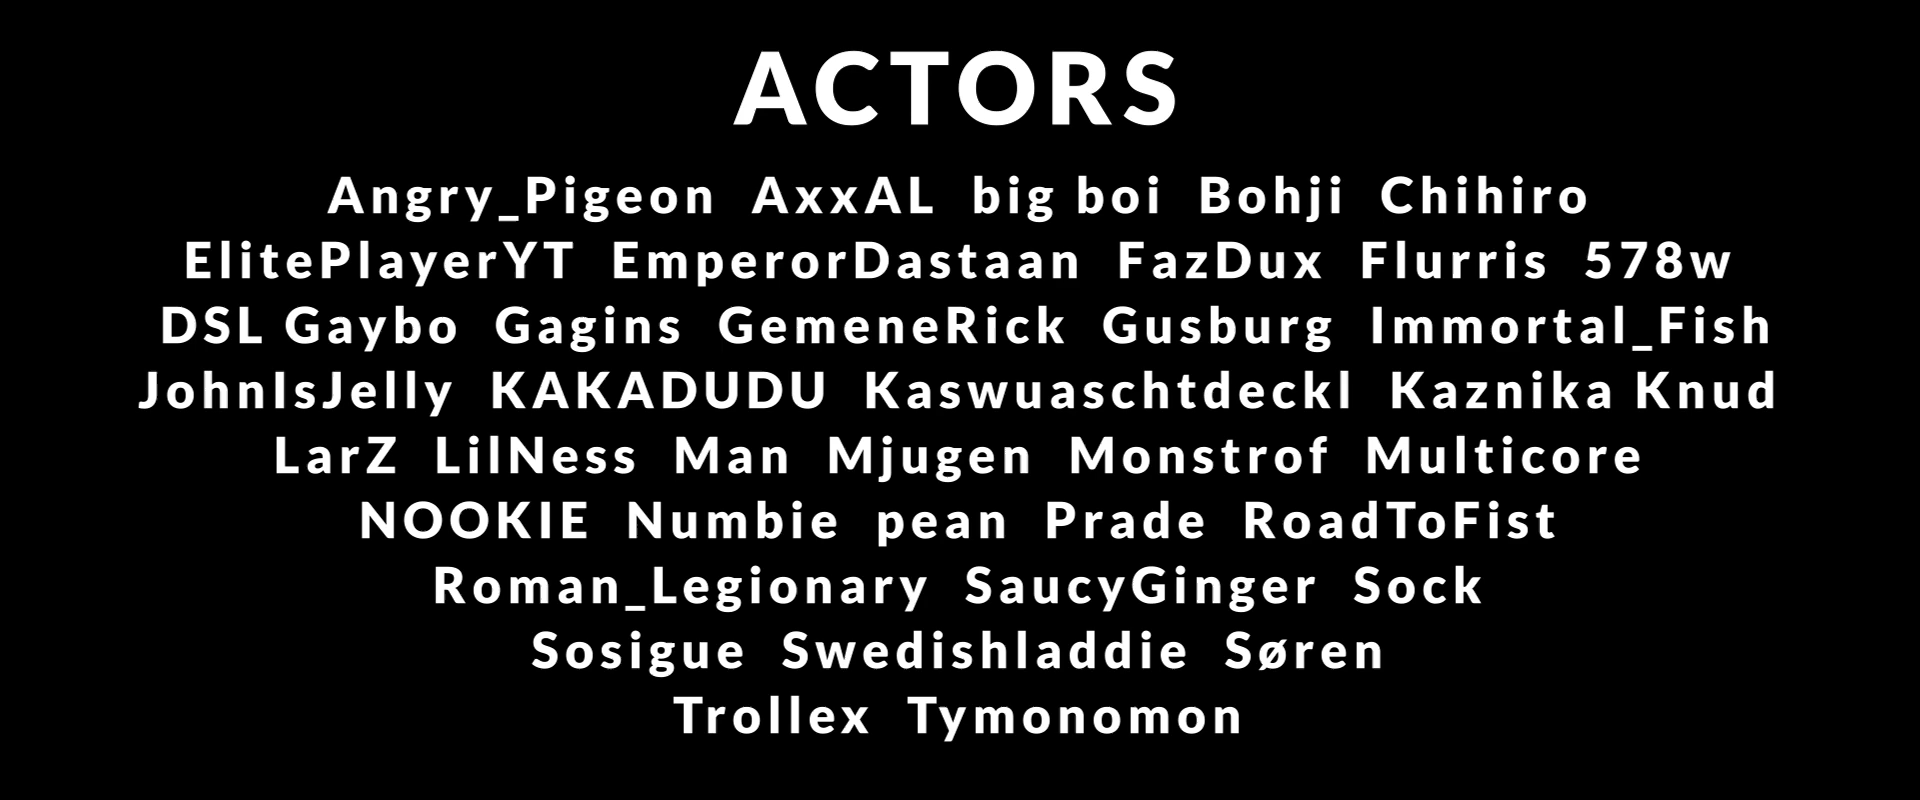 ACTORS
Angry_Pigeon AxxAL big boi Bohji Chihiro
ElitePlayerYT EmperorDastaan FazDux Flurris 578w
DSL Gaybo Gagins GemeneRick Gusburg Immortal_Fish
JohnIsJelly KAKADUDU Kaswuaschtdeckl Kaznika Knud
LarZ LilNess Man Mjugen Monstrof Multicore
NOOKIE Numbie pean Prade RoadToFist
Roman_Legionary SaucyGinger Sock
Sosigue Swedishladdie Søren
Trollex Tymonomon